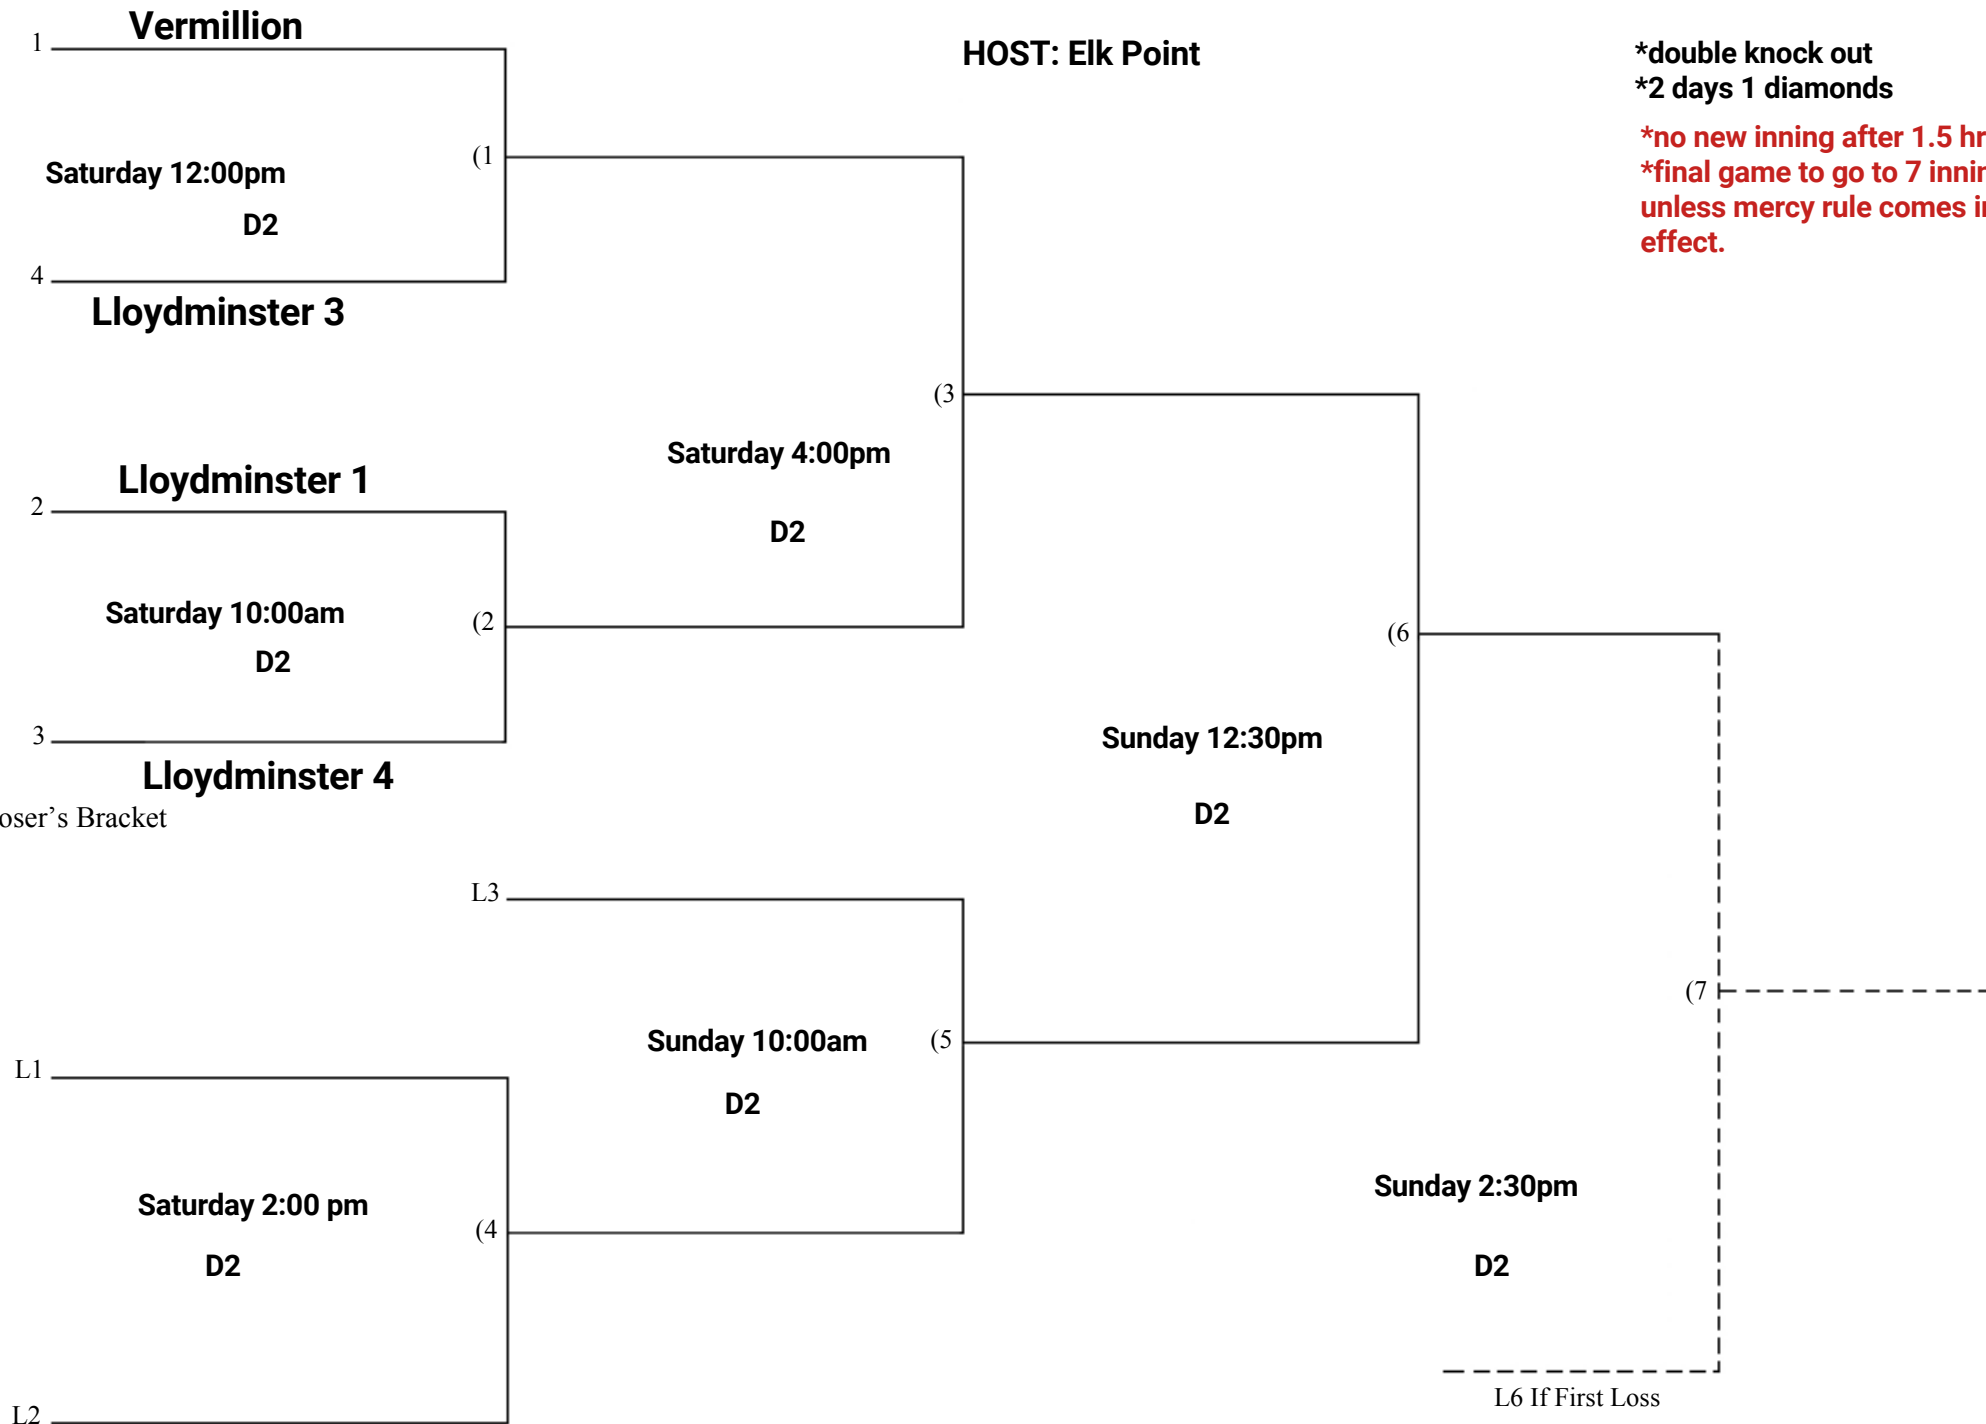 Vermillion
1
HOST: Elk Point
*double knock out
*2 days 1 diamonds
*no new inning after 1.5 hr
*final game to go to 7 innin
unless mercy rule comes in
effect.
(1
Saturday 12:00pm
D2
4
Lloydminster 3
(3
Saturday 4:00pm
D2
Lloydminster 1
2
Saturday 10:00am
(2
D2
(6
3
Lloydminster 4
Sunday 12:30pm
D2
oser's Bracket
L3
(7
Sunday 10:00am
(5
D2
L1
Saturday 2:00 pm
(4
D2
Sunday 2:30pm
D2
L6 If First Loss
L2